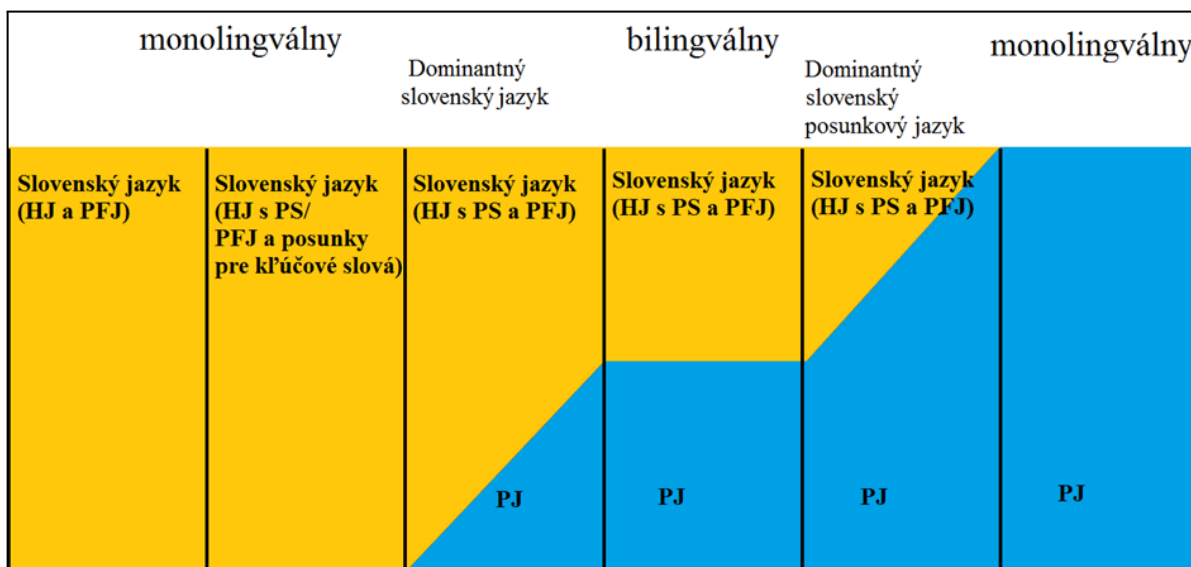 monolingválny
bilingválny
monolingválny
Dominantný
slovenský jazyk
Dominantný
slovenský
posunkový jazyk
Slovenský jazyk
(HJ a PFJ)
Slovenský jazyk
(HJ s PS/
PFJ a posunky
pre kľúčové slová)
Slovenský jazyk
(HJ s PS a PFJ)
Slovenský jazyk
(HJ s PS a PFJ)
Slovenský jazyk
(HJ s PS a PFJ)
PJ
PJ
PJ
PJ